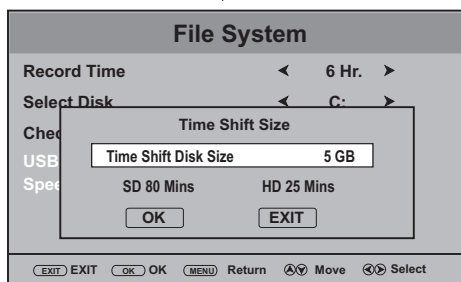 File System
Record Time 6 Hr.
Select Disk C:
Time Shift Size
Time Shift Disk Size 5 GB
USB
SD 80 Mins HD 25 Mins
OK EXIT
EXIT EXIT OK OK MENU Return Move Select